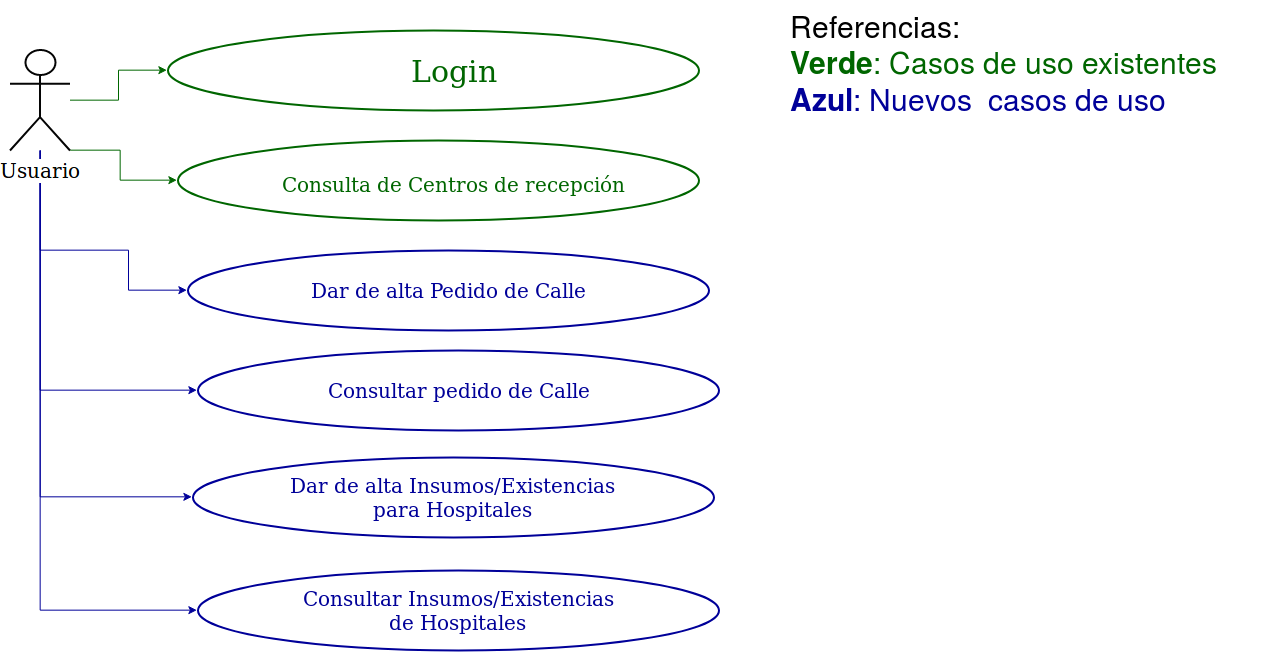 Referencias:
Verde: Casos de uso existentes
Azul: Nuevos  casos de uso
Usuario
Login
Consulta de Centros de recepción
Dar de alta Pedido de Calle
Consultar pedido de Calle
Dar de alta Insumos/Existencias
para Hospitales
Consultar Insumos/Existencias
de Hospitales